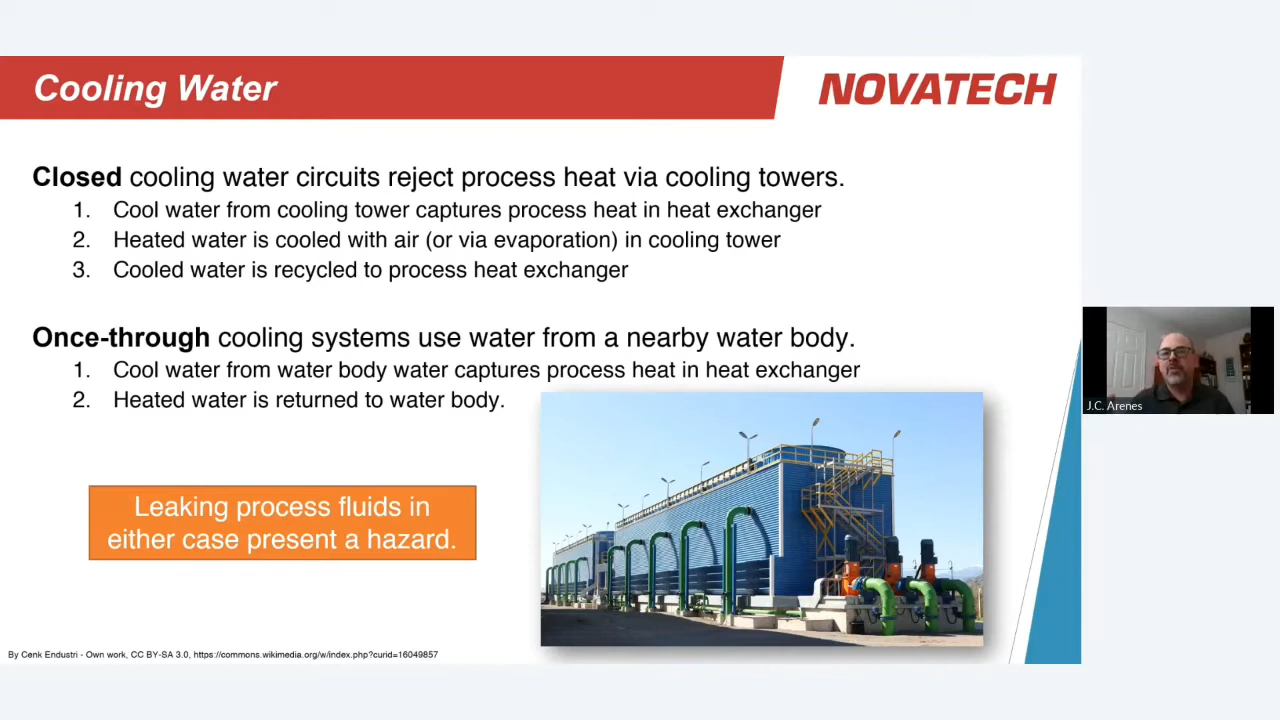 Cooling Water
NOVATECH
Closed cooling water circuits reject process heat via cooling towers.
1. Cool water from cooling tower captures process heat in heat exchanger
2. Heated water is cooled with air (or via evaporation) in cooling tower
3. Cooled water is recycled to process heat exchanger
Once-through cooling systems use water from a nearby water body.
1. Cool water from water body water captures process heat in heat exchanger
2. Heated water is returned to water body.
Leaking process fluids in
either case present a hazard.
J.C. Arenes
By Cenk Endustri - Own work, CC BY-SA 3.0, https://commons.wikimedia.org/w/index.php?curid=16049857